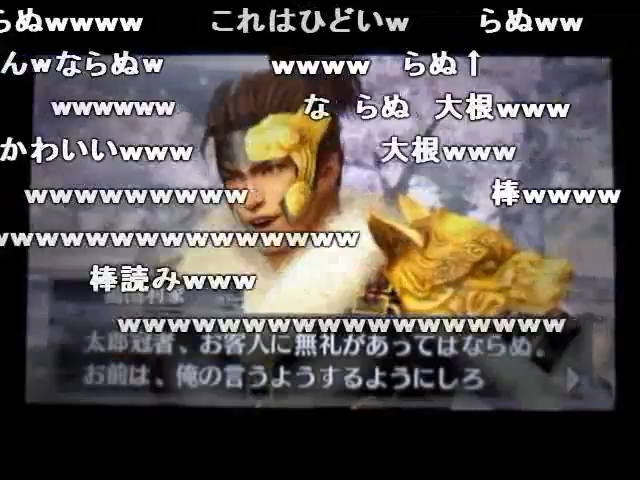 らぬwwww これはひどいw らぬww
んwならぬw wwww らぬ↑
wwwwww な らぬ 大根www
かわいいwww 大根www
wwwwwwwww 棒wwww
wwwwwwwwwwwwwww
棒読みwww
wwwwwwwwwwwwwwwwww
太郎冠者、お客人に無礼があってはならぬ。
お前は、俺の言うようするようにしろ